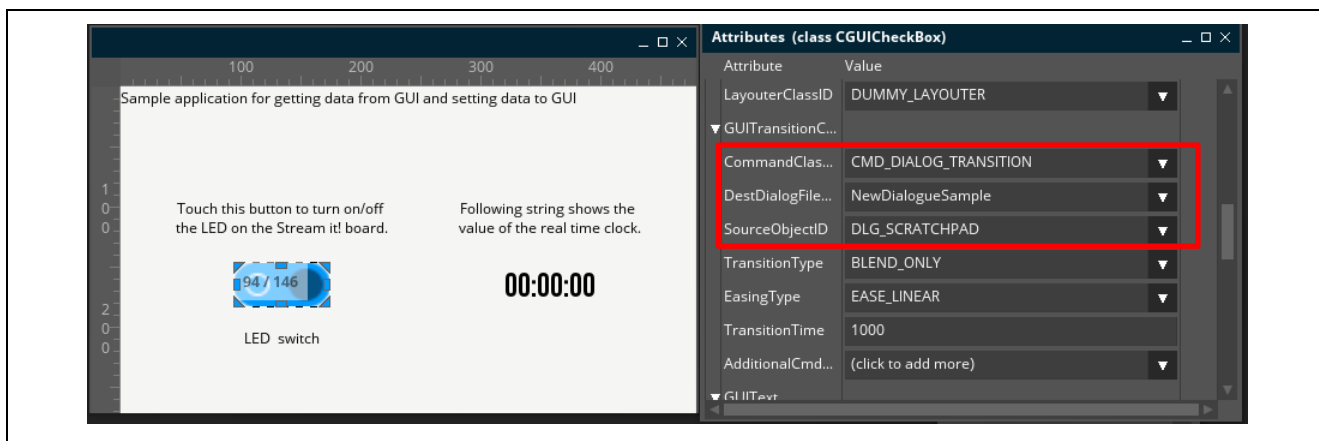 Attributes (class CGUICheckBox)
100 200 300 400
Sample application for getting data from GUI and setting data to GUI
100
Touch this button to turn on/off
the LED on the Stream it! board.
Following string shows the
value of the real time clock.
94 / 146
00:00:00
200
LED switch
Attribute Value
LayouterClassID DUMMY_LAYOUTER
GUITransitionC...
CommandClas... CMD_DIALOG_TRANSITION
DestDialogFile... NewDialogueSample
SourceObjectID DLG_SCRATCHPAD
TransitionType BLEND_ONLY
EasingType EASE_LINEAR
TransitionTime 1000
AdditionalCmd... (click to add more)
GUIText